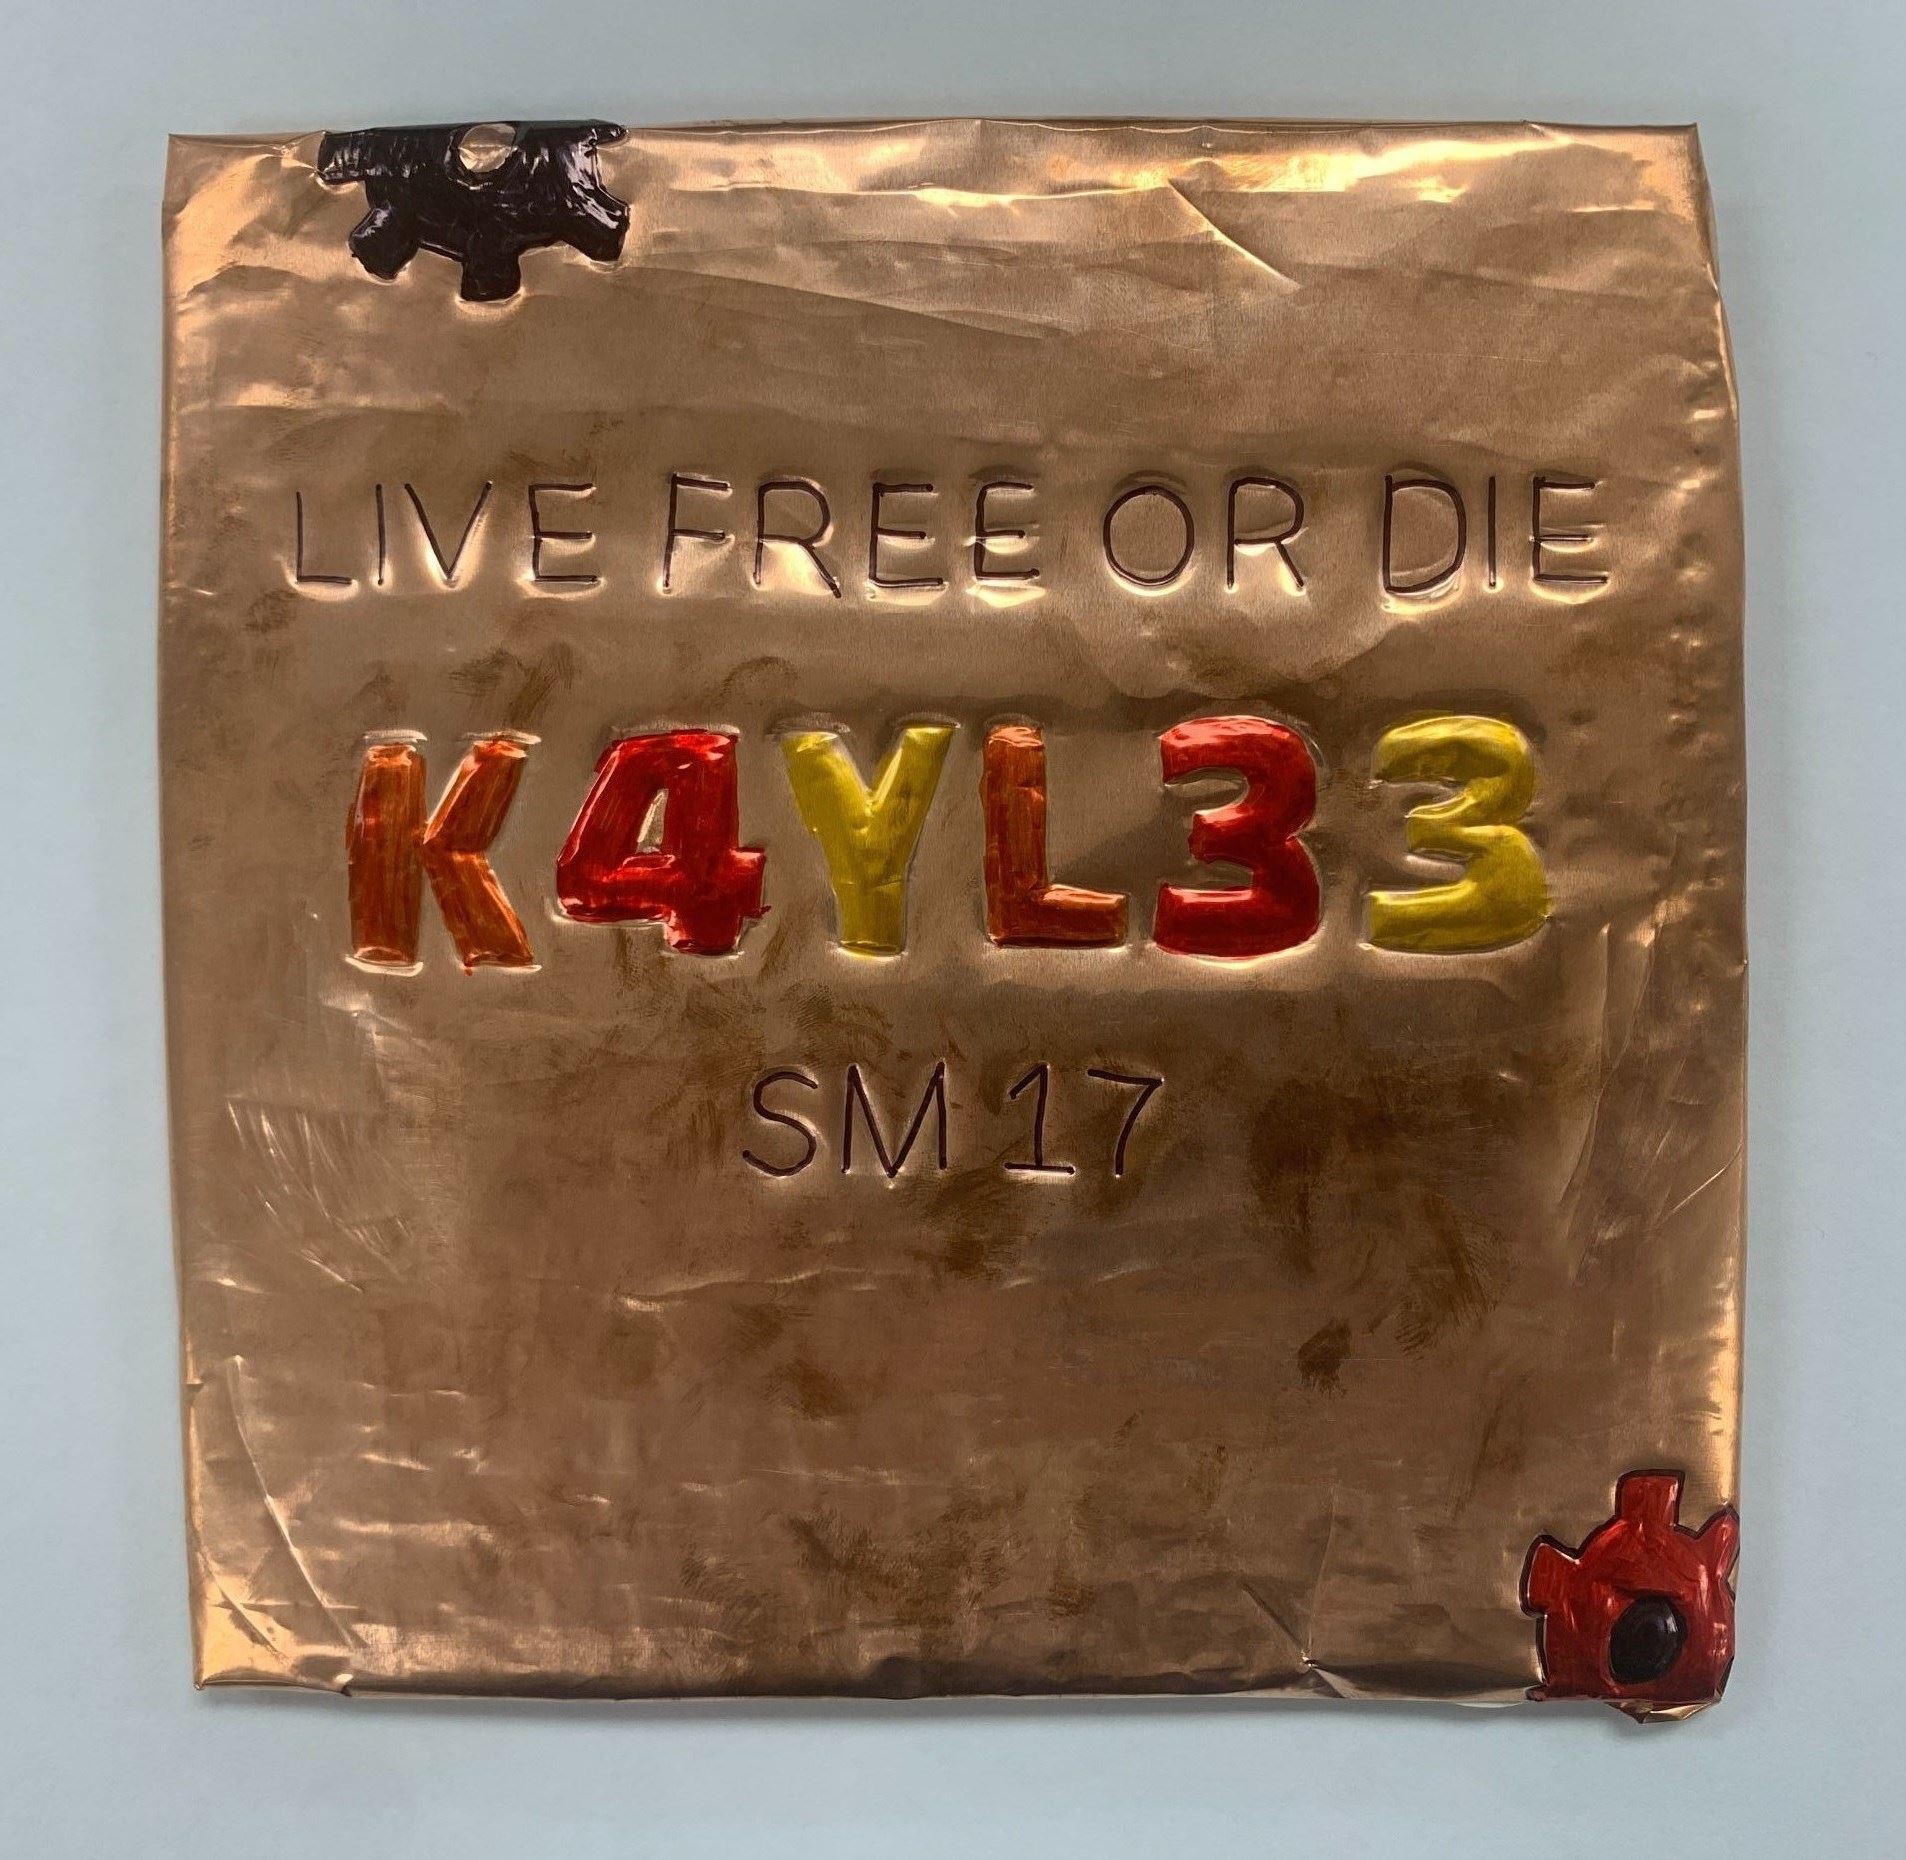 LIVE FREE OR DIE
K4YL33
SM 17